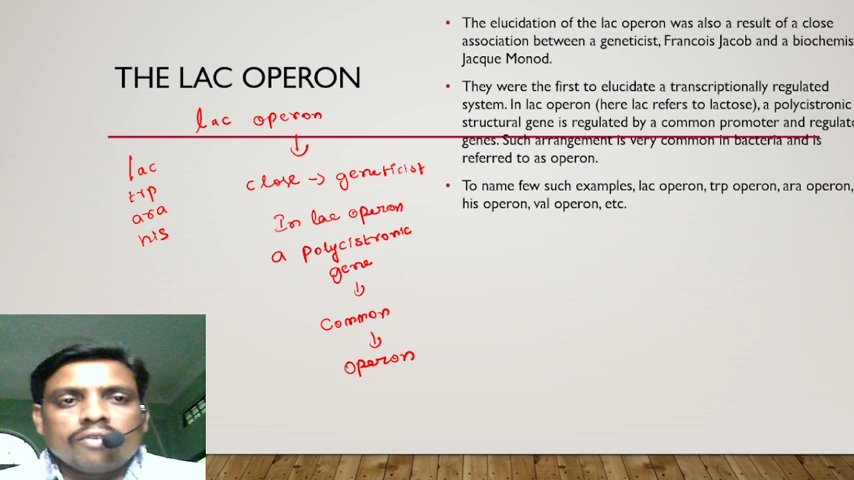 THE LAC OPERON
lac operon
lac
trp
ara
his
close → geneticist
In lac operon
a polycistronic
gene
common
operon
• The elucidation of the lac operon was also a result of a close
association between a geneticist, Francois Jacob and a biochemis
Jacque Monod.
• They were the first to elucidate a transcriptionally regulated
system. In lac operon (here lac refers to lactose), a polycistronic
structural gene is regulated by a common promoter and regulato
genes. Such arrangement is very common in bacteria and is
referred to as operon.
• To name few such examples, lac operon, trp operon, ara operon,
his operon, val operon, etc.